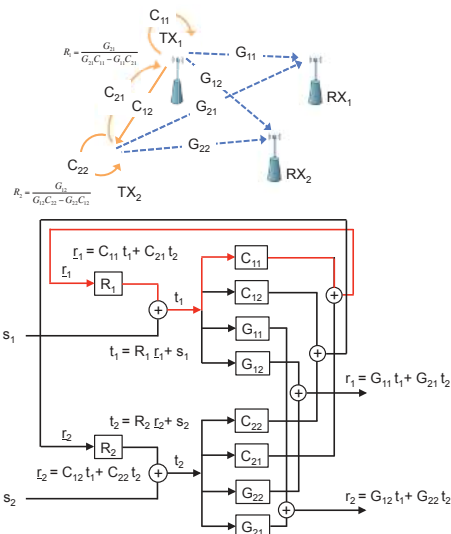 C11
TX1
R1 = G21 / (G21C11 − G11C21)
G11
G12
RX1
C21
C12
G21
G22
C22
RX2
R2 = G12 / (G12C22 − G22C12)
TX2
r1 = C11 t1 + C21 t2
r1
R1
t1
C11
C12
s1
G11
t1 = R1 r1 + s1
G12
r1 = G11 t1 + G21 t2
t2 = R2 r2 + s2
C22
r2
R2
t2
C21
r2 = C12 t1 + C22 t2
G22
s2
r2 = G12 t1 + G22 t2
G21